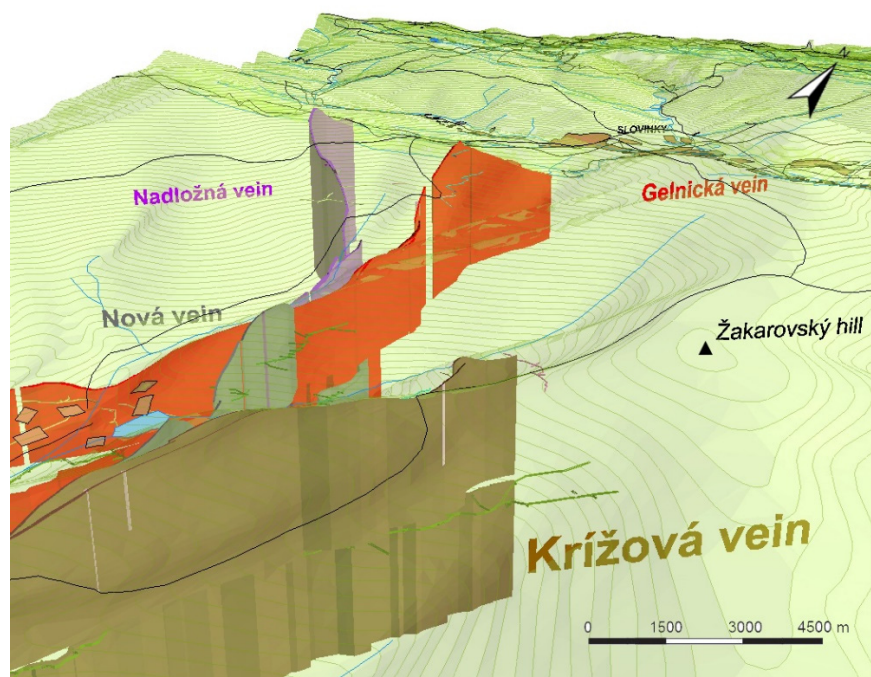 N
SLOVINKY
Nadložná vein
Gelnická vein
Nová vein
Žakarovský hill
Krížová vein
0 1500 3000 4500 m